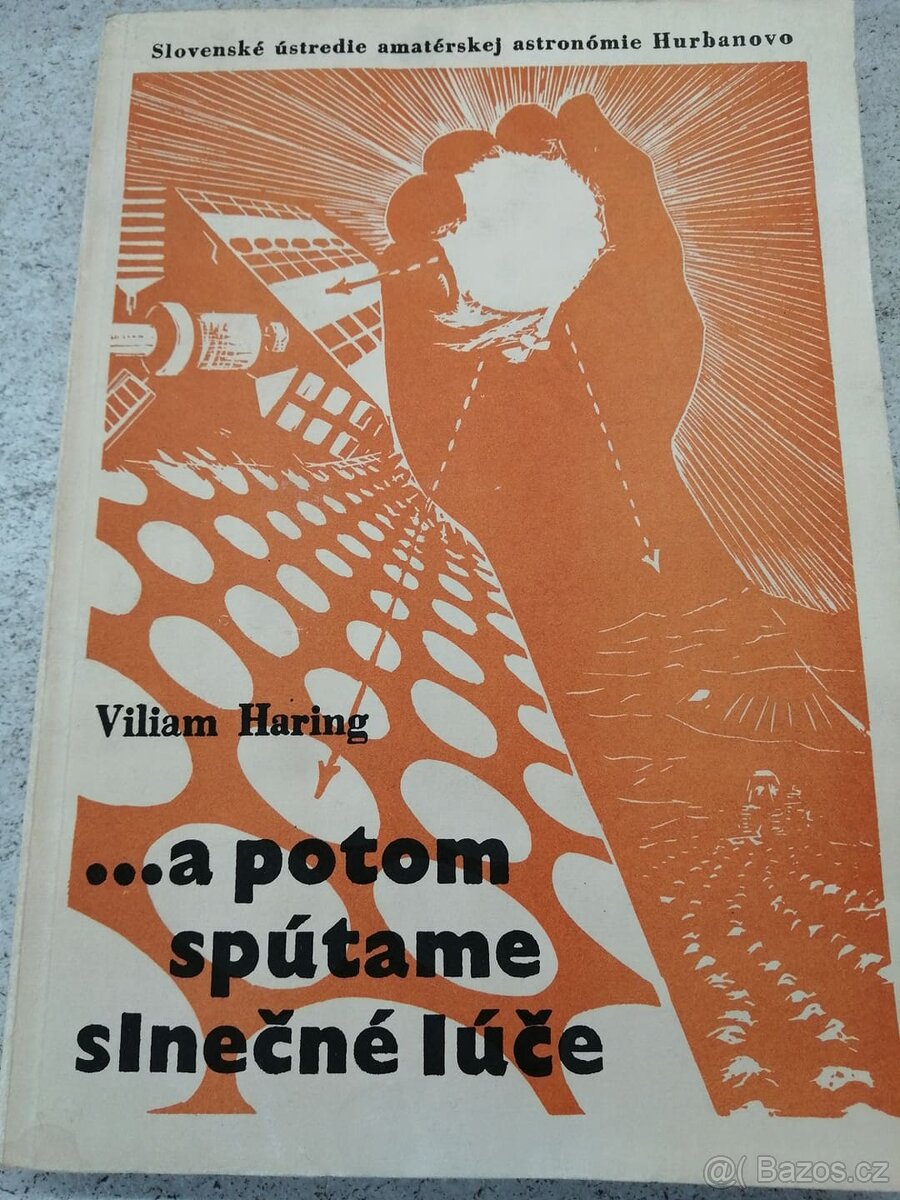 Slovenské ústredie amatérskej astronómie Hurbanovo
Viliam Haring
...a potom
spútame
slnečné lúče
@( Bazos.cz